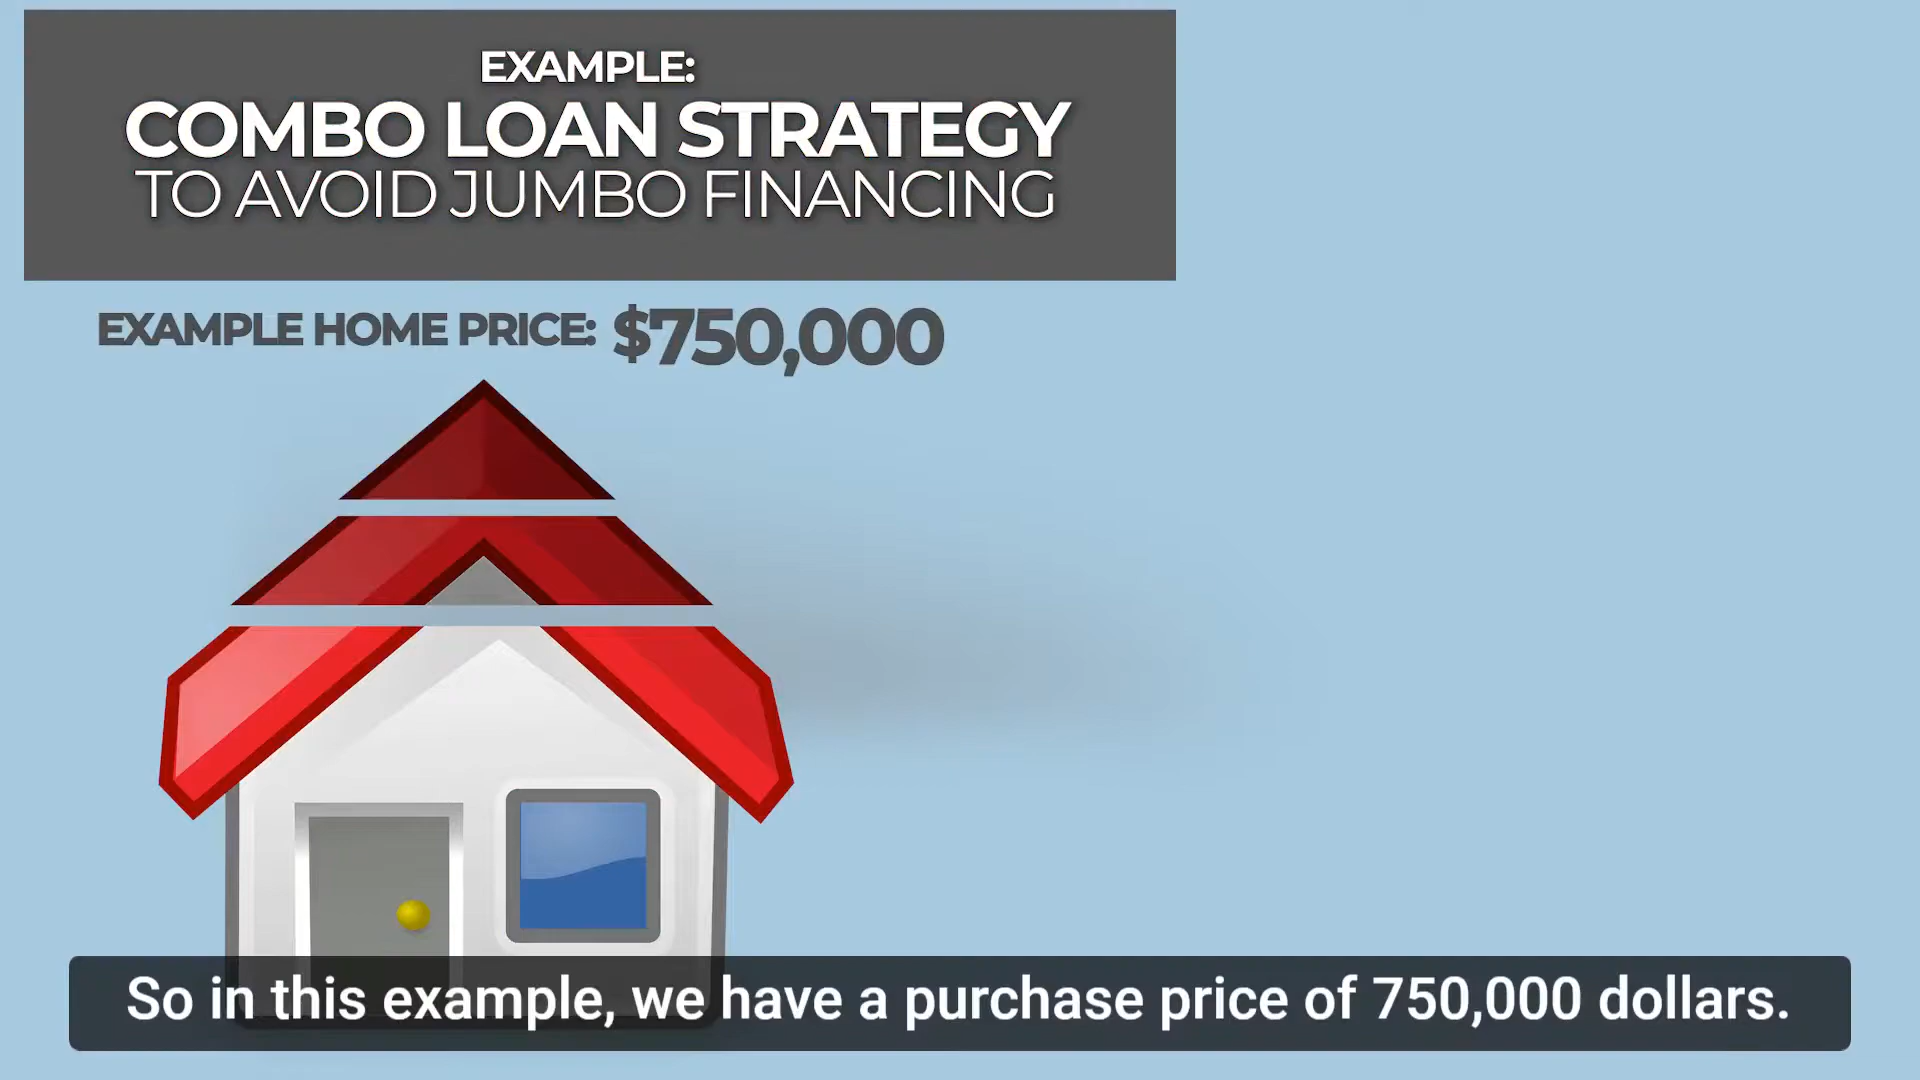 EXAMPLE:
COMBO LOAN STRATEGY
TO AVOID JUMBO FINANCING
EXAMPLE HOME PRICE: $750,000
So in this example, we have a purchase price of 750,000 dollars.